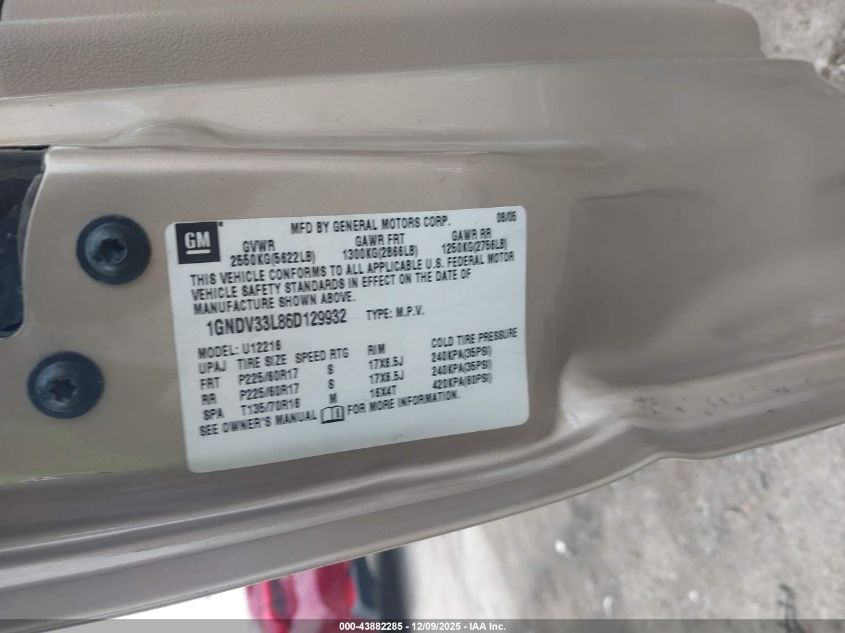 GM
MFD BY GENERAL MOTORS CORP. 08/05
GVWR GAWR FRT GAWR RR
2550KG(5622LB) 1300KG(2866LB) 1250KG(2756LB)
THIS VEHICLE CONFORMS TO ALL APPLICABLE U.S. FEDERAL MOTOR
VEHICLE SAFETY STANDARDS IN EFFECT ON THE DATE OF
MANUFACTURE SHOWN ABOVE.
1GNDV33L86D129932 TYPE: M.P.V.
MODEL: U12216
UPAJ TIRE SIZE SPEED RTG RIM COLD TIRE PRESSURE
FRT P225/60R17 S 17X6.5J 240KPA(35PSI)
RR P225/60R17 S 17X6.5J 240KPA(35PSI)
SPA T135/70R16 M 16X4T 420KPA(60PSI)
SEE OWNER'S MANUAL FOR MORE INFORMATION.
000-43882285 - 12/09/2025 - IAA Inc.